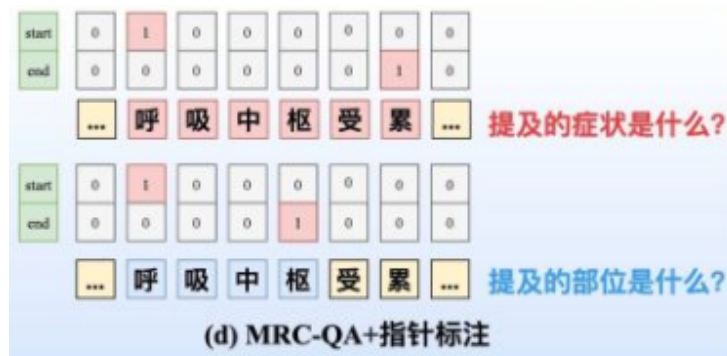 start 0 1 0 0 0 0 0 0
end 0 0 0 0 0 0 1 0
... 呼 吸 中 枢 受 累 ... 提及的症状是什么?
start 0 1 0 0 0 0 0 0
end 0 0 0 0 1 0 0 0
... 呼 吸 中 枢 受 累 ... 提及的部位是什么?
(d) MRC-QA+指针标注